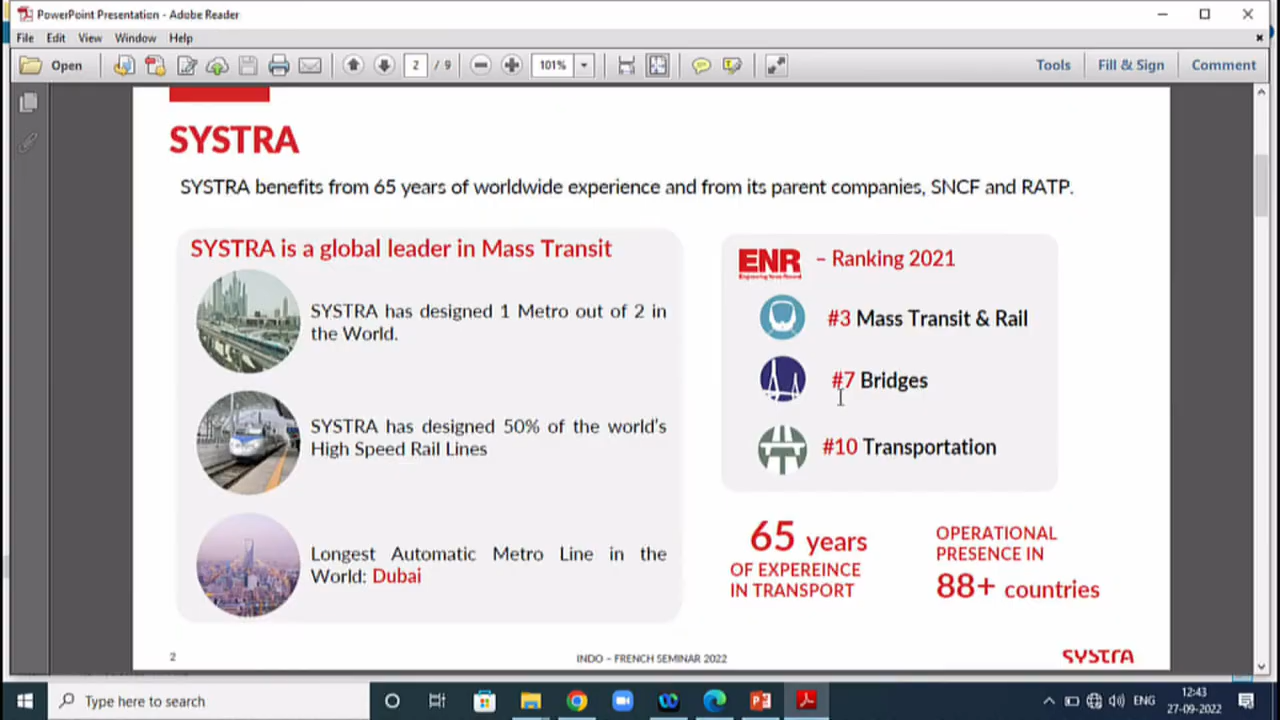 PowerPoint Presentation - Adobe Reader
File Edit View Window Help
Open 2 / 9 101% Tools Fill & Sign Comment
SYSTRA
SYSTRA benefits from 65 years of worldwide experience and from its parent companies, SNCF and RATP.
SYSTRA is a global leader in Mass Transit
SYSTRA has designed 1 Metro out of 2 in
the World.
SYSTRA has designed 50% of the world's
High Speed Rail Lines
Longest Automatic Metro Line in the
World: Dubai
ENR – Ranking 2021
Engineering News-Record
#3 Mass Transit & Rail
#7 Bridges
#10 Transportation
65 years
OF EXPEREINCE
IN TRANSPORT
OPERATIONAL
PRESENCE IN
88+ countries
2
INDO – FRENCH SEMINAR 2022
SYSTRA
Type here to search
ENG
12:43
27-09-2022